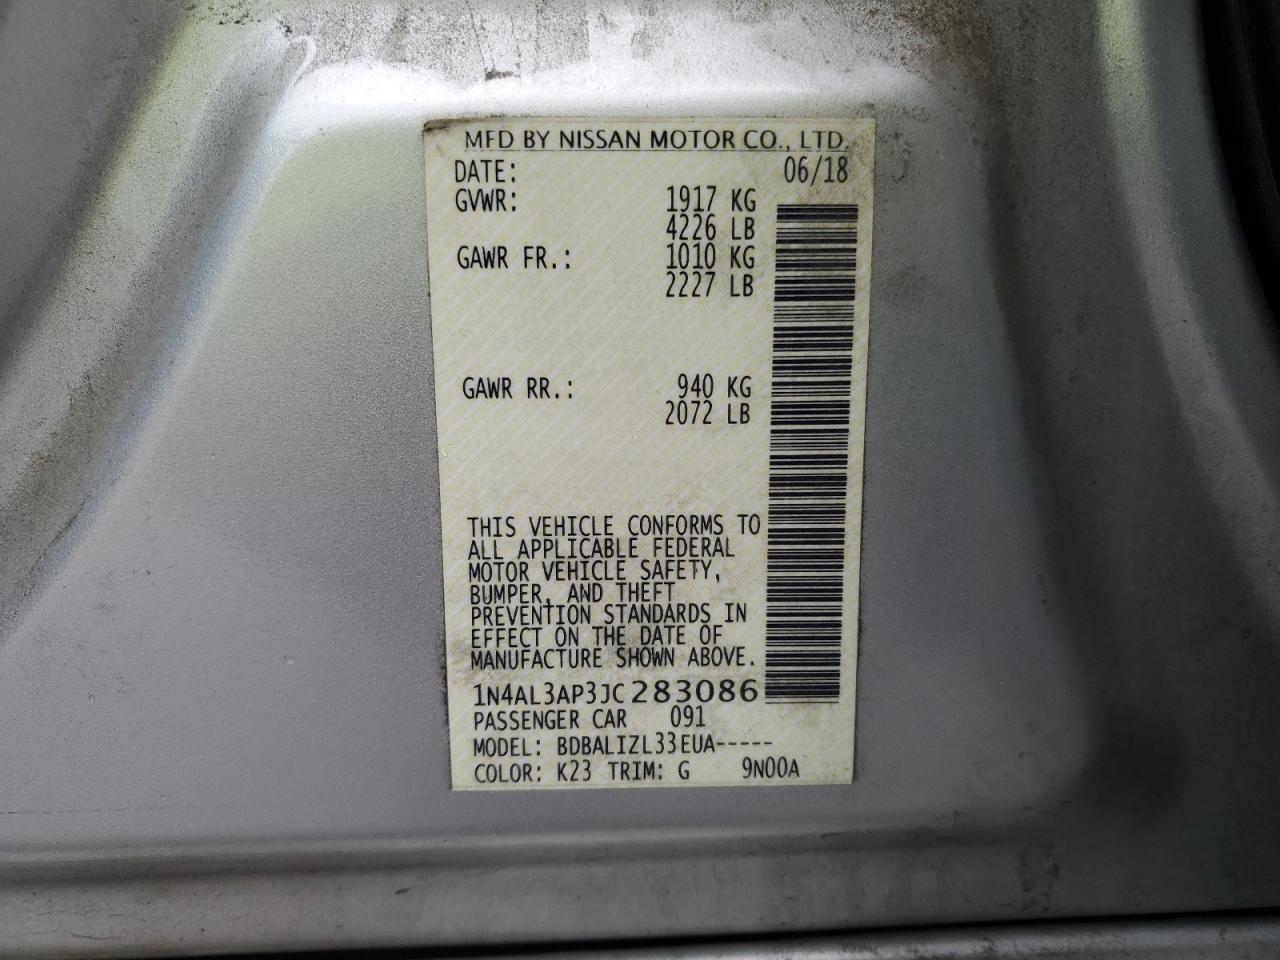 MFD BY NISSAN MOTOR CO., LTD.
DATE: 06/18
GVWR: 1917 KG
4226 LB
GAWR FR.: 1010 KG
2227 LB
GAWR RR.: 940 KG
2072 LB
THIS VEHICLE CONFORMS TO
ALL APPLICABLE FEDERAL
MOTOR VEHICLE SAFETY,
BUMPER, AND THEFT
PREVENTION STANDARDS IN
EFFECT ON THE DATE OF
MANUFACTURE SHOWN ABOVE.
1N4AL3AP3JC283086
PASSENGER CAR 091
MODEL: BDBALIZL33EUA-----
COLOR: K23 TRIM: G 9N00A